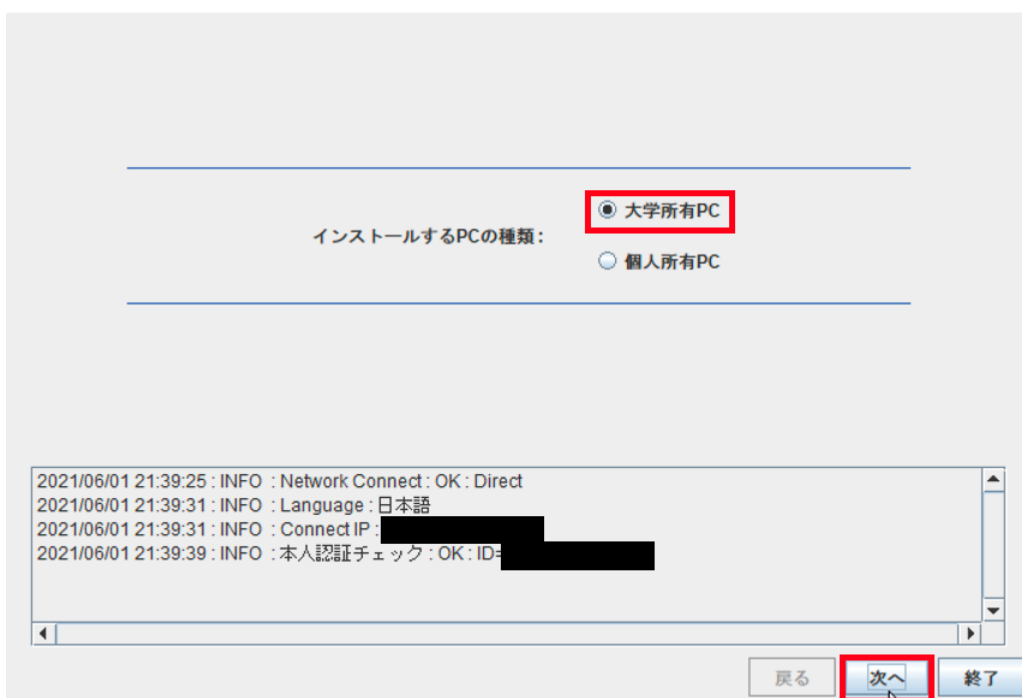 大学所有PC
インストールするPCの種類:
個人所有PC
2021/06/01 21:39:25 : INFO : Network Connect : OK : Direct
2021/06/01 21:39:31 : INFO : Language : 日本語
2021/06/01 21:39:31 : INFO : Connect IP :
2021/06/01 21:39:39 : INFO : 本人認証チェック : OK : ID=
戻る 次へ 終了